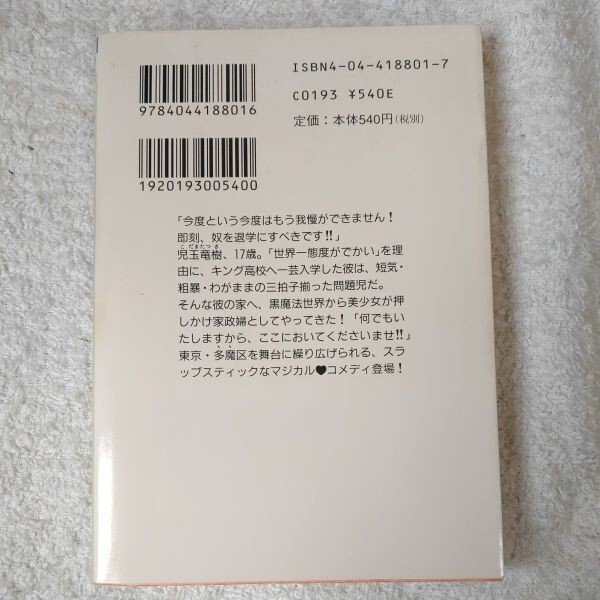 ISBN4-04-418801-7
9784044188016
C0193 ¥540E
定価：本体540円(税別)
1920193005400
「今度という今度はもう我慢ができません！
即刻、奴を退学にすべきです!!」
こだまたつき
児玉竜樹、17歳。「世界一態度がでかい」を理
由に、キング高校へ一芸入学した彼は、短気・
粗暴・わがままの三拍子揃った問題児だ。
そんな彼の家へ、黒魔法世界から美少女が押
しかけ家政婦としてやってきた！「何でもい
たしますから、ここにおいてくださいませ!!」
東京・多魔区を舞台に繰り広げられる、スラ
ップスティックなマジカル♥コメディ登場！